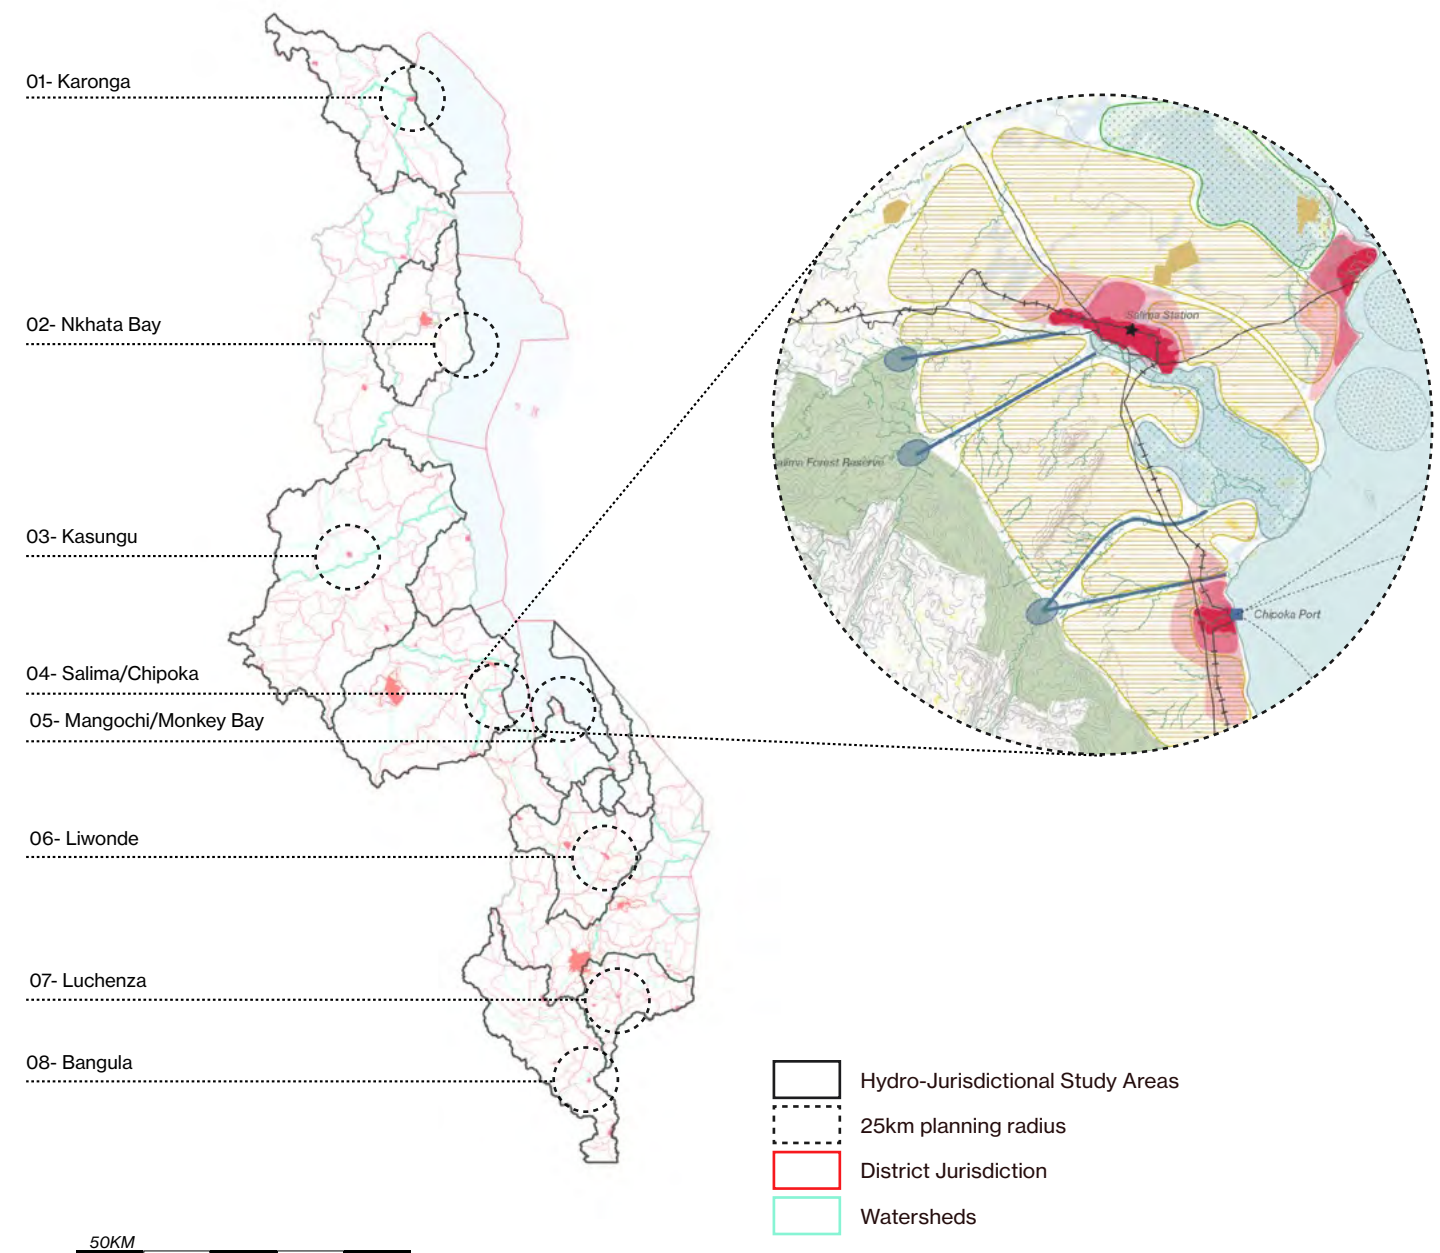 01- Karonga
02- Nkhata Bay
03- Kasungu
04- Salima/Chipoka
05- Mangochi/Monkey Bay
06- Liwonde
07- Luchenza
08- Bangula
50KM
Salima Station
alima Forest Reserve
Chipoka Port
Hydro-Jurisdictional Study Areas
25km planning radius
District Jurisdiction
Watersheds